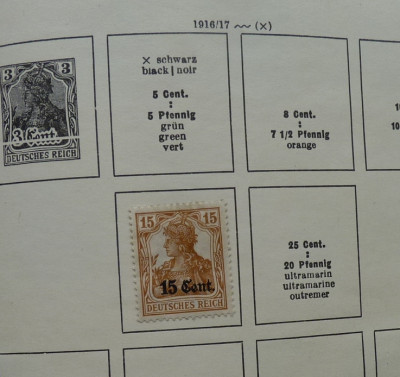 1916/17 ~~ (×)
3 3
3 Cent.
DEUTSCHES REICH
× schwarz
black | noir
5 Cent.
:
5 Pfennig
grün
green
vert
8 Cent.
:
7 1/2 Pfennig
orange
1
10
15 15
15 Cent.
DEUTSCHES REICH
25 Cent.
:
20 Pfennig
ultramarin
ultramarine
outremer